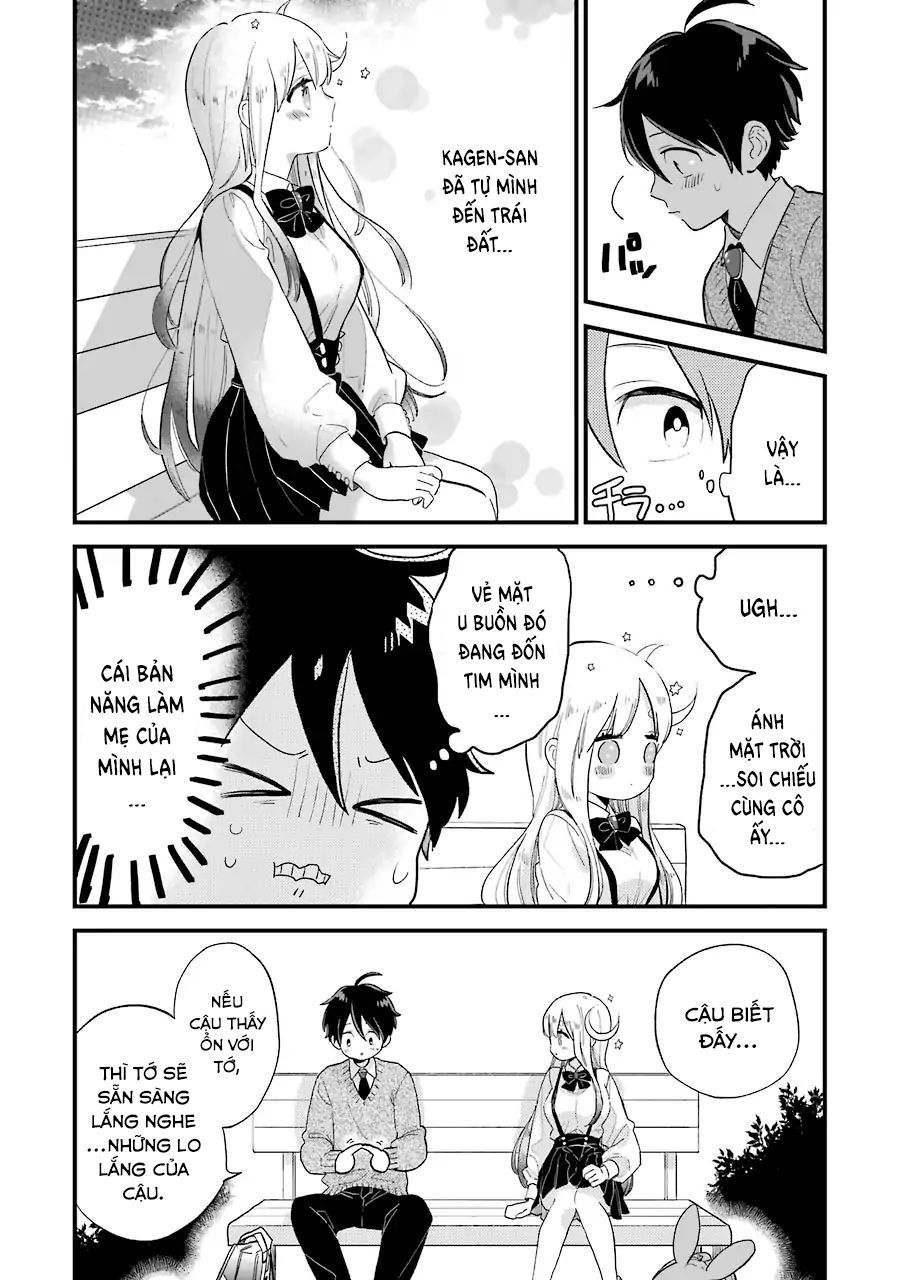 KAGEN-SAN
ĐÃ TỰ MÌNH
ĐẾN TRÁI
ĐẤT...
パッ
VẬY
LÀ...
チラ...
UGH...
ÁNH
MẶT TRỜI
...SOI CHIẾU
CÙNG CÔ
ẤY...
...
VẺ MẶT
U BUỒN ĐÓ
ĐANG ĐỐN
TIM MÌNH
...
CÁI BẢN
NĂNG LÀM
MẸ CỦA
MÌNH LẠI
...
CẬU BIẾT
ĐẤY...
NẾU
CẬU THẤY
ỔN VỚI
TỚ,
THÌ TỚ SẼ
SẴN SÀNG
LẮNG NGHE
...NHỮNG LO
LẮNG CỦA
CẬU.